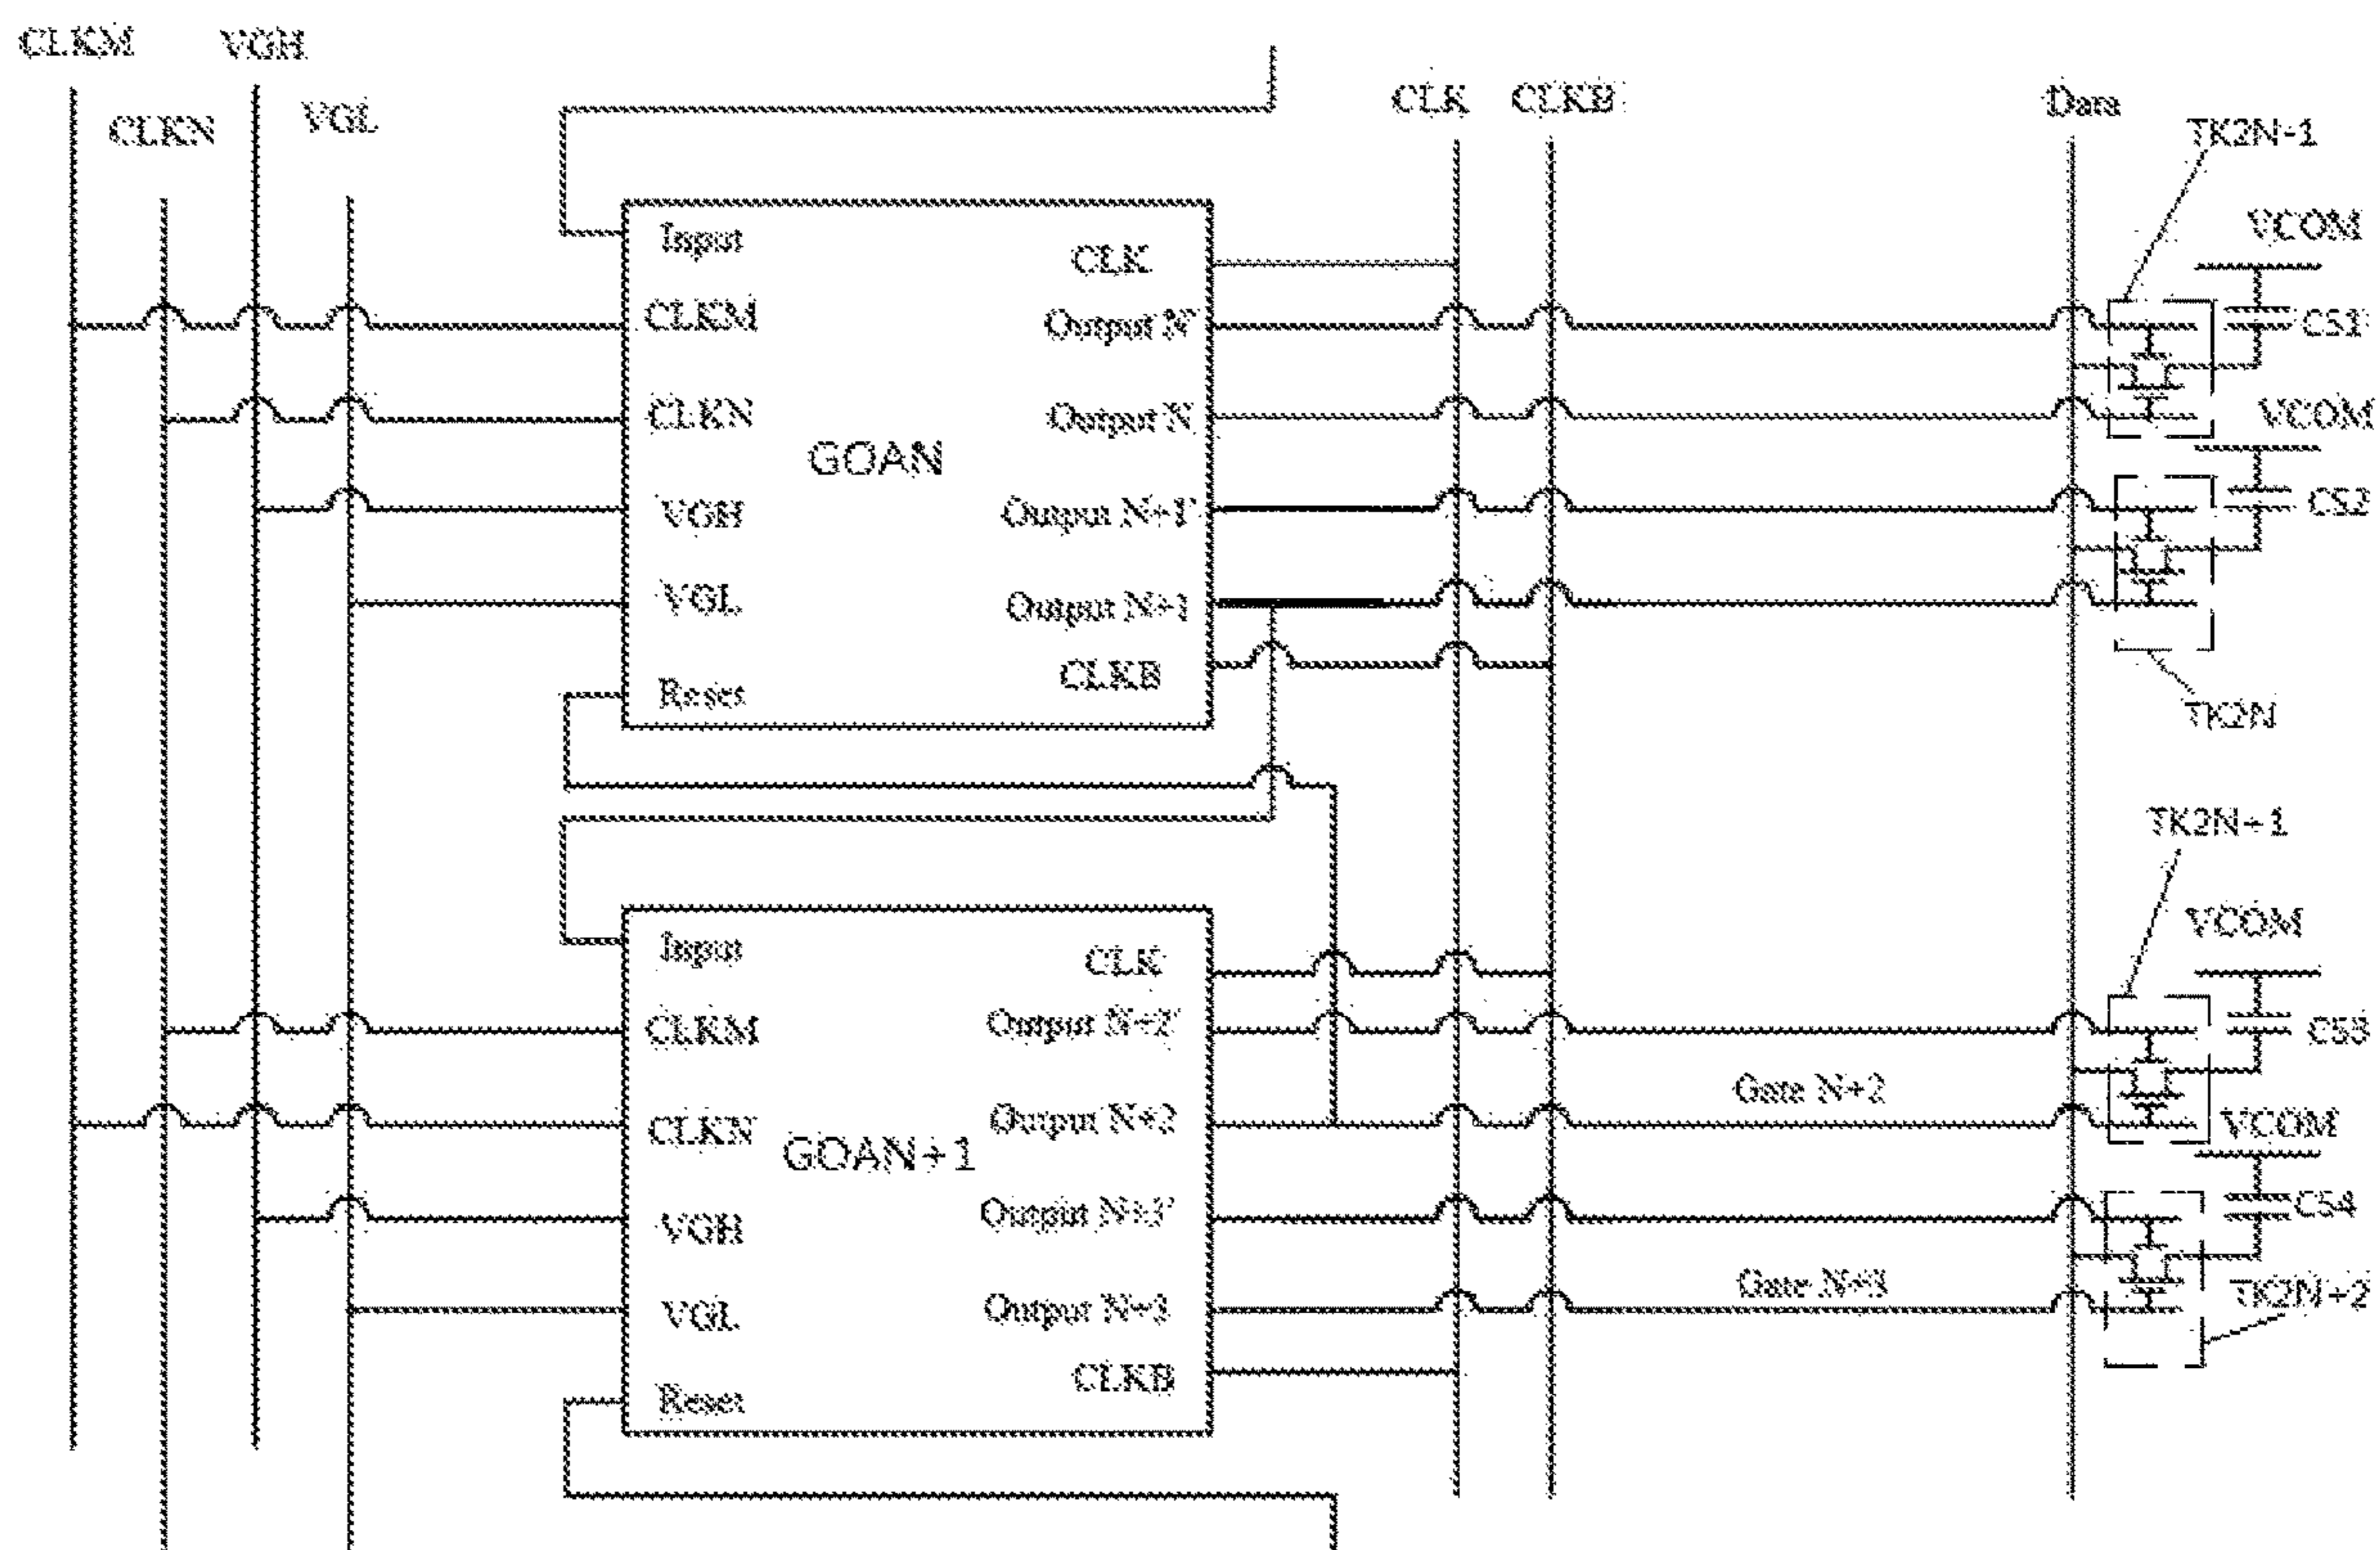 CLKM
VGH
CLKN
VGL
CLK
CLKB
Data
TK2N-1
VCOM
Input
CLK
CLKM
Output N'
CS1
CLKN
Output N
VCOM
GOAN
VGH
Output N+1'
CS2
VGL
Output N+1
CLKB
Reset
TK2N
TK2N+1
VCOM
Input
CLK
CLKM
Output N+2'
CS3
Gate N+2
CLKN
Output N+2
VCOM
GOAN+1
VGH
Output N+3'
CS4
Gate N+3
TK2N+2
VGL
Output N+3
CLKB
Reset